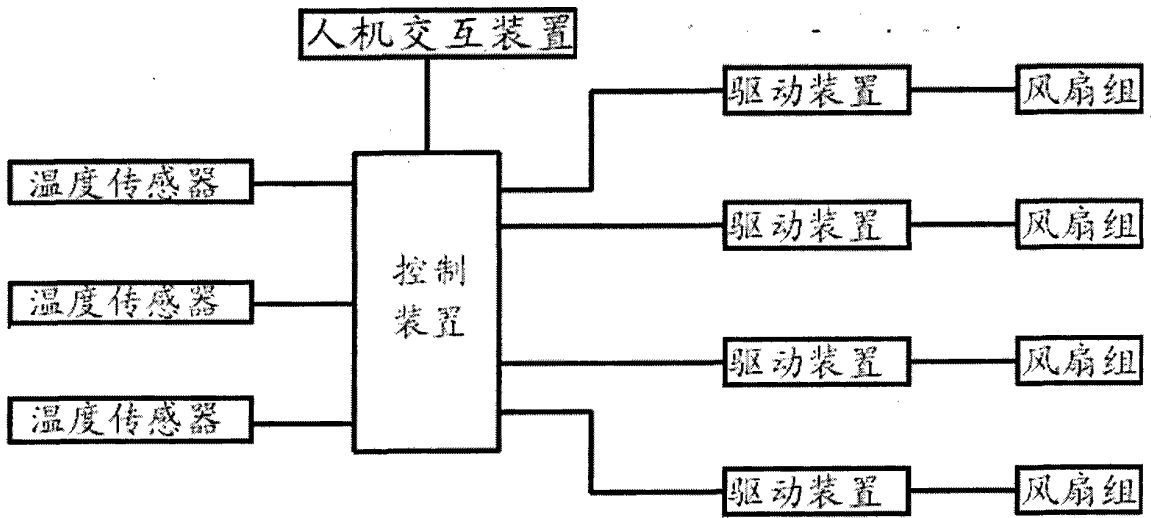 人机交互装置
驱动装置
风扇组
温度传感器
驱动装置
风扇组
控制
装置
温度传感器
驱动装置
风扇组
温度传感器
驱动装置
风扇组